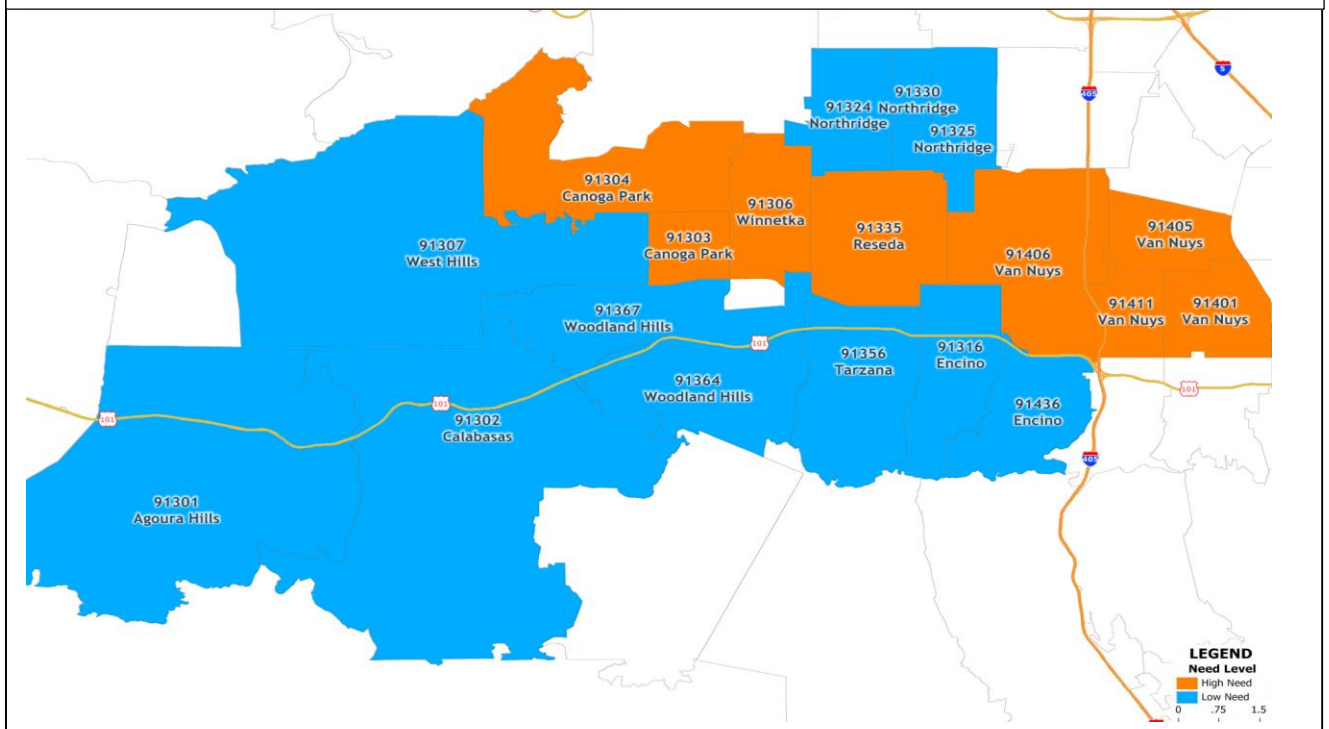 405
5
91330
91324 Northridge
Northridge
91325
Northridge
91304
Canoga Park
91306
Winnetka
91405
Van Nuys
91335
Reseda
91303
Canoga Park
91307
West Hills
91406
Van Nuys
91411
Van Nuys
91401
Van Nuys
91367
Woodland Hills
101
91356
Tarzana
91316
Encino
91364
Woodland Hills
101
101
91302
Calabasas
101
91436
Encino
405
91301
Agoura Hills
LEGEND
Need Level
High Need
Low Need
0 .75 1.5